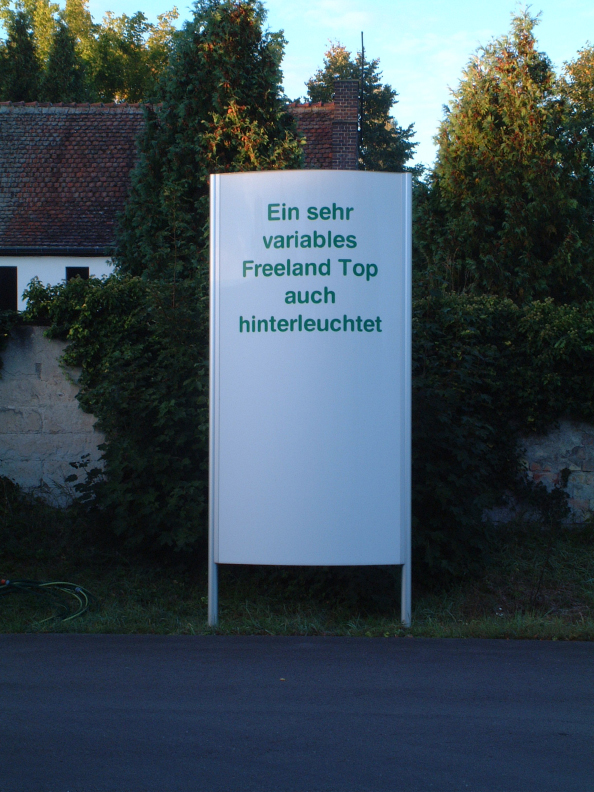 Ein sehr
variables
Freeland Top
auch
hinterleuchtet